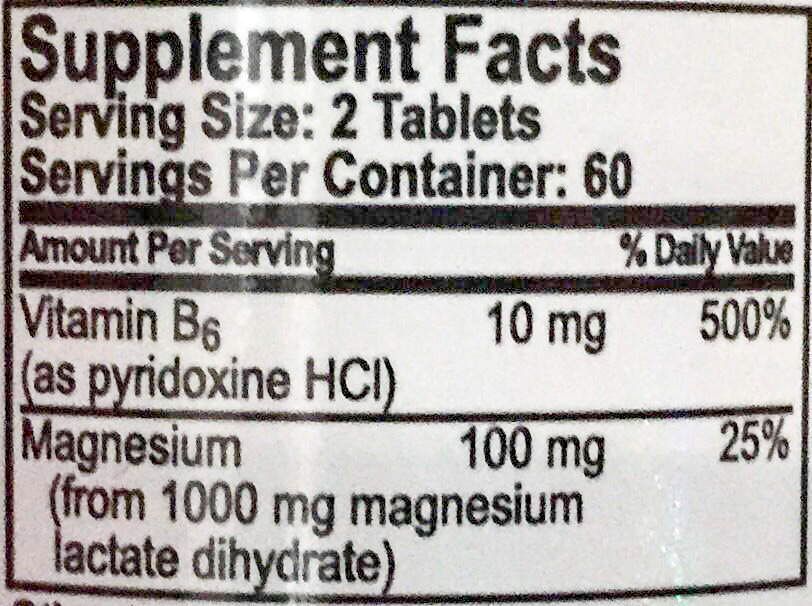 Supplement Facts
Serving Size: 2 Tablets
Servings Per Container: 60
Amount Per Serving % Daily Value
Vitamin B6 10 mg 500%
(as pyridoxine HCl)
Magnesium 100 mg 25%
(from 1000 mg magnesium
lactate dihydrate)